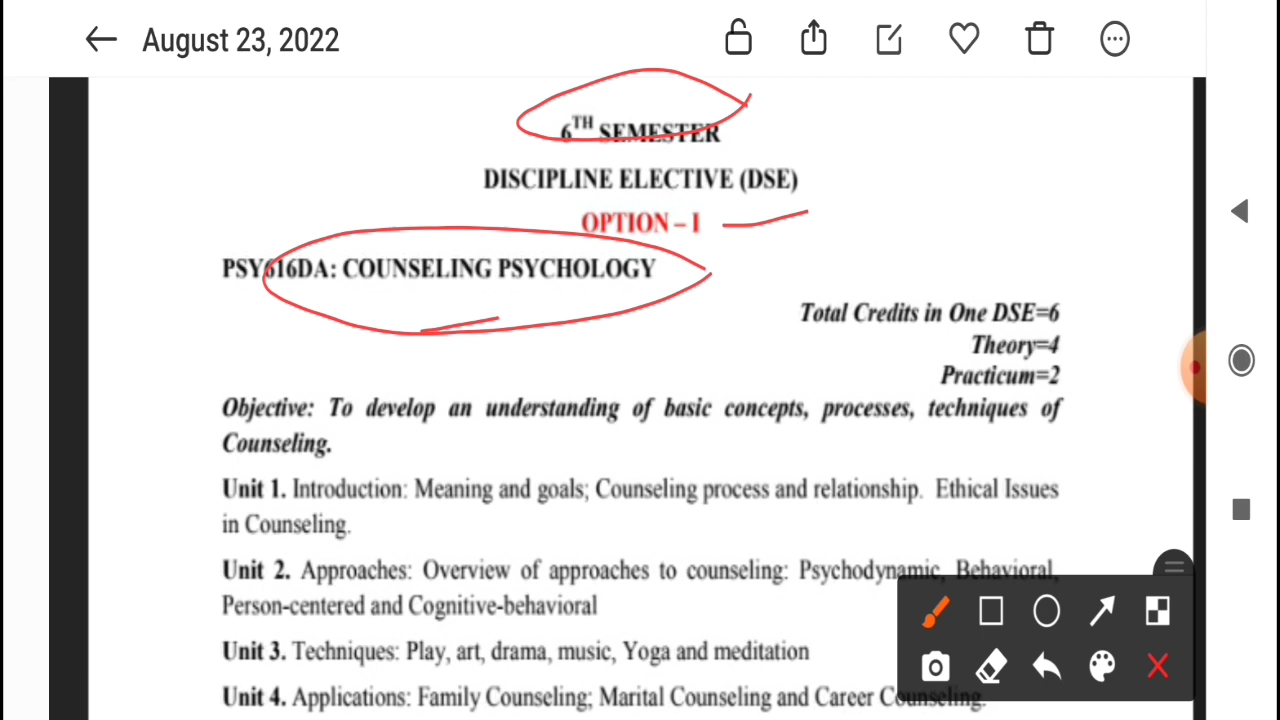 August 23, 2022
6TH SEMESTER
DISCIPLINE ELECTIVE (DSE)
OPTION – I
PSY616DA: COUNSELING PSYCHOLOGY
Total Credits in One DSE=6
Theory=4
Practicum=2
Objective: To develop an understanding of basic concepts, processes, techniques of
Counseling.
Unit 1. Introduction: Meaning and goals; Counseling process and relationship. Ethical Issues
in Counseling.
Unit 2. Approaches: Overview of approaches to counseling: Psychodynamic, Behavioral,
Person-centered and Cognitive-behavioral
Unit 3. Techniques: Play, art, drama, music, Yoga and meditation
Unit 4. Applications: Family Counseling; Marital Counseling and Career Counseling.